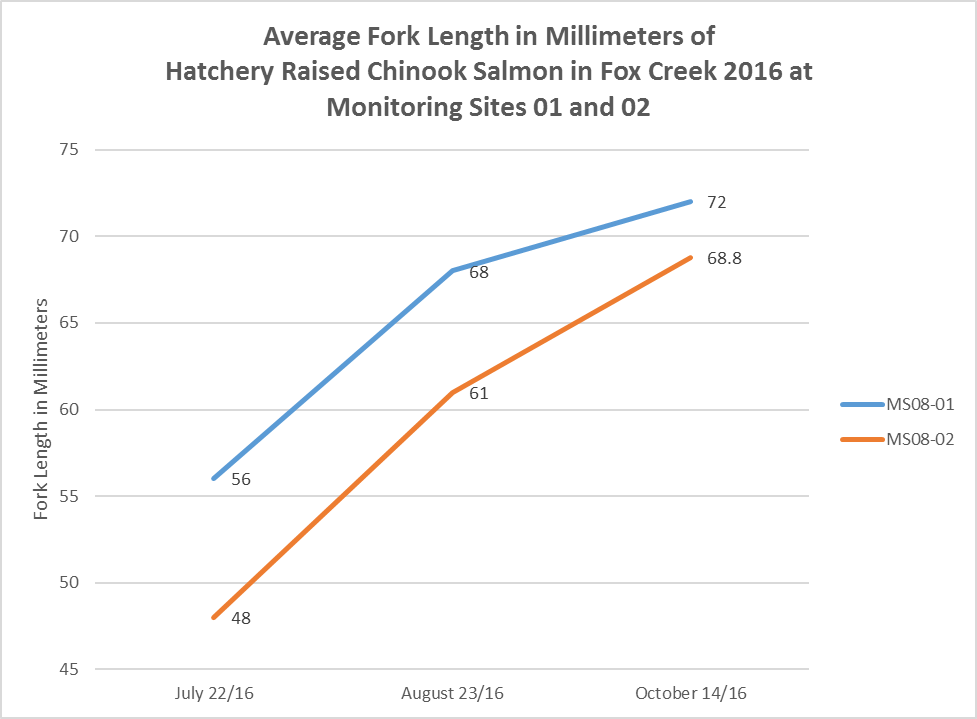 Average Fork Length in Millimeters of
Hatchery Raised Chinook Salmon in Fox Creek 2016 at
Monitoring Sites 01 and 02
75
70
65
60
55
50
45
Fork Length in Millimeters
56
68
72
48
61
68.8
July 22/16
August 23/16
October 14/16
MS08-01
MS08-02